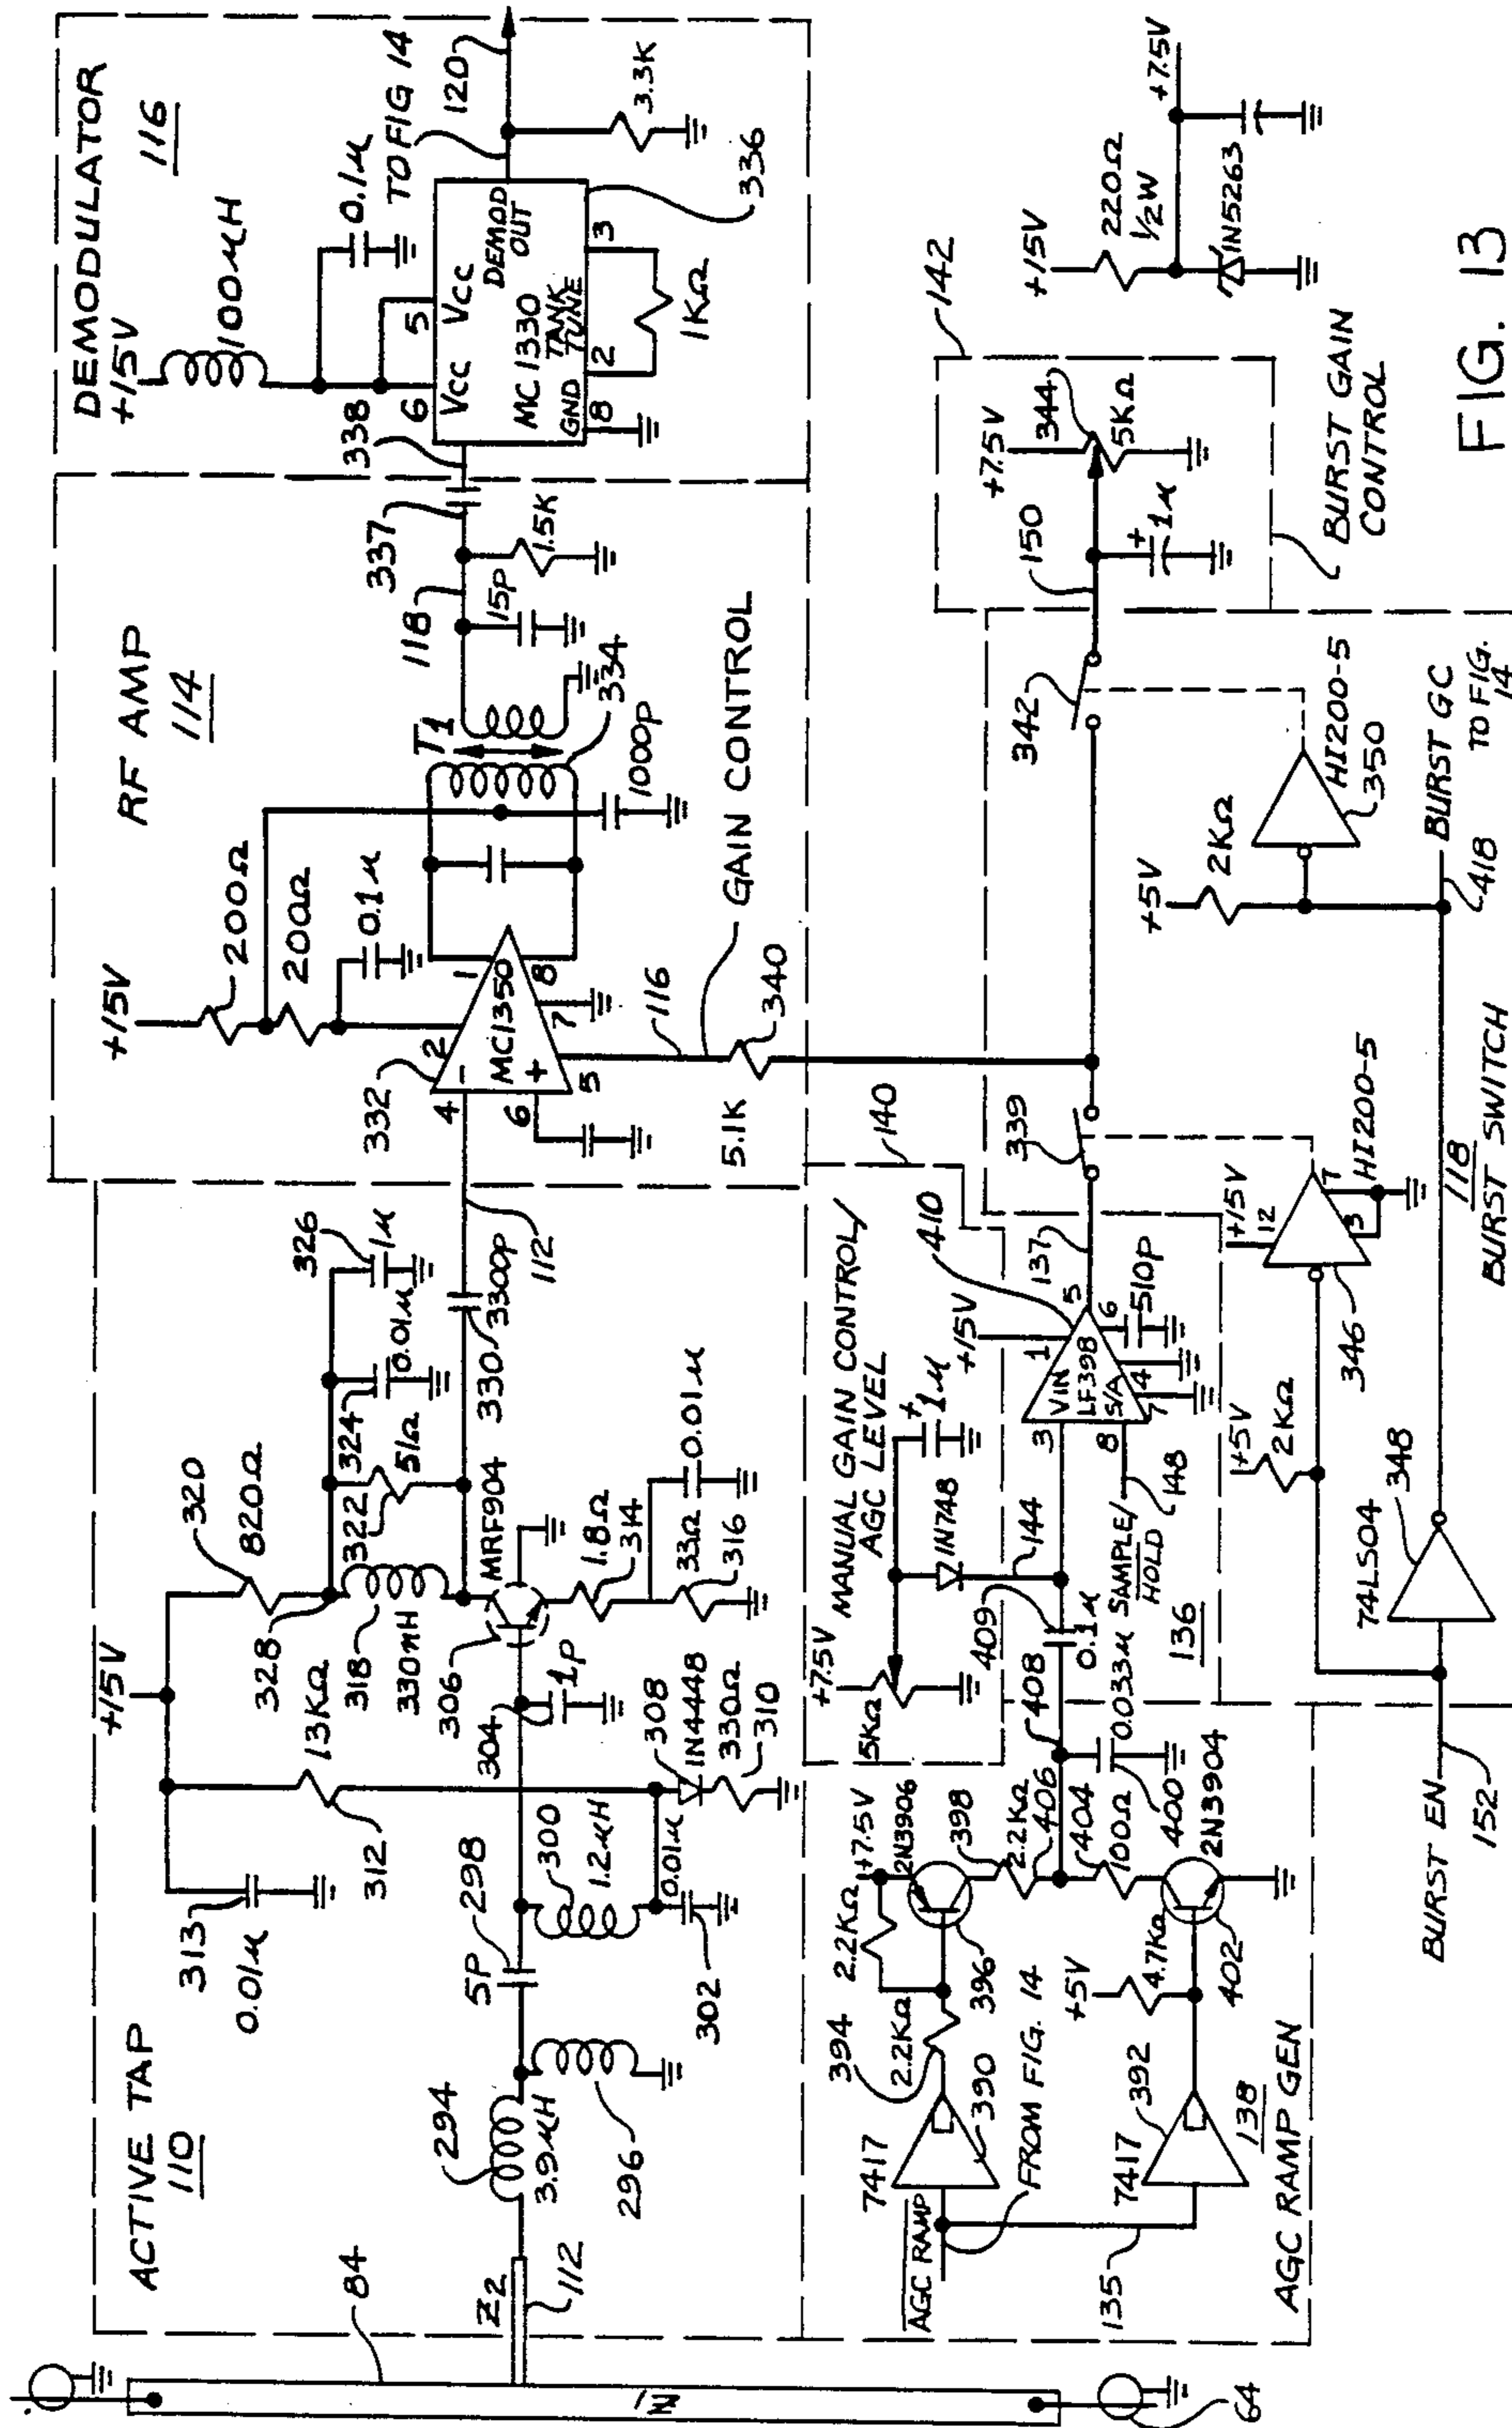 ACTIVE TAP
110
84
Z2
112
Z1
64
294
3.9μH
296
5P
298
300
1.2μH
0.01μ
302
313
0.01μ
312
13KΩ
+15V
304
1P
308
1N4448
330Ω
310
306
MRF904
328
318
330mH
320
820Ω
322
51Ω
324
0.01μ
326
1μ
1.8Ω
314
33Ω
316
0.01μ
330
3300P
112
RF AMP
114
+15V
200Ω
200Ω
0.1μ
332
4
2
1
MC1350
-
+
6
5
7
8
T1
334
1000P
118
15P
1.5K
337
116
GAIN CONTROL
340
5.1K
DEMODULATOR
116
+15V
100μH
0.1μ
338
6
5
VCC
VCC
DEMOD
OUT
MC1330
TANK
TUNE
GND
8
2
3
1KΩ
336
TO FIG 14
120
3.3K
MANUAL GAIN CONTROL/
AGC LEVEL
140
+7.5V
5KΩ
1μ
+
IN748
144
409
0.1μ
408
SAMPLE/
HOLD
136
148
3
8
VIN
LF398
S/A
1
5
6
4
7
410
+15V
137
510P
339
342
150
142
+7.5V
344
5KΩ
1μ
+
BURST GAIN
CONTROL
+15V
220Ω
1/2W
IN5263
+7.5V
AGC RAMP
FROM FIG. 14
135
7417
390
394
2.2KΩ
2.2KΩ
+7.5V
2N3906
396
398
2.2KΩ
406
404
100Ω
0.033μ
400
2N3904
402
+5V
4.7KΩ
7417
392
138
AGC RAMP GEN
BURST EN
152
74LS04
348
+5V
2KΩ
346
+15V
12
3
1
HI200-5
118
BURST SWITCH
+5V
2KΩ
HI200-5
350
418
BURST GC
TO FIG.
14
FIG. 13